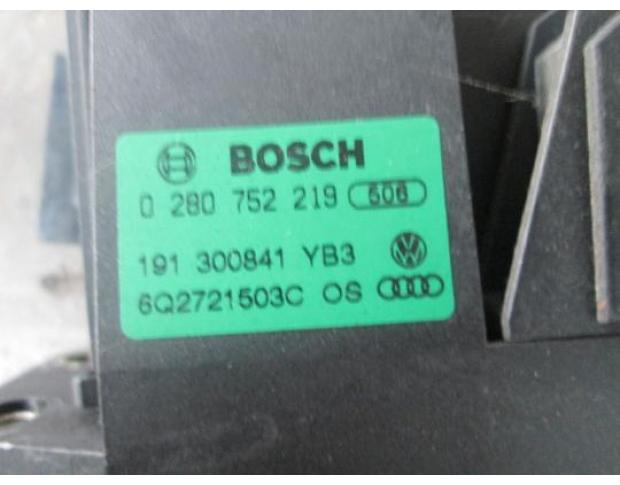 BOSCH
0 280 752 219 506
191 300841 YB3
6Q2721503C OS